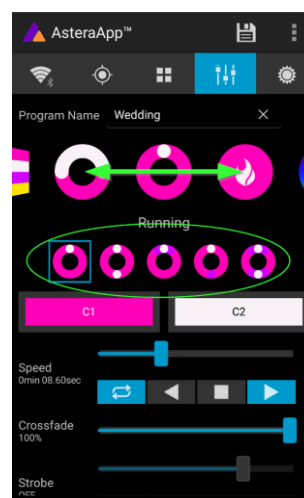 AsteraApp™
Program Name Wedding
Running
C1 C2
Speed
0min 08.60sec
Crossfade
100%
Strobe
OFF